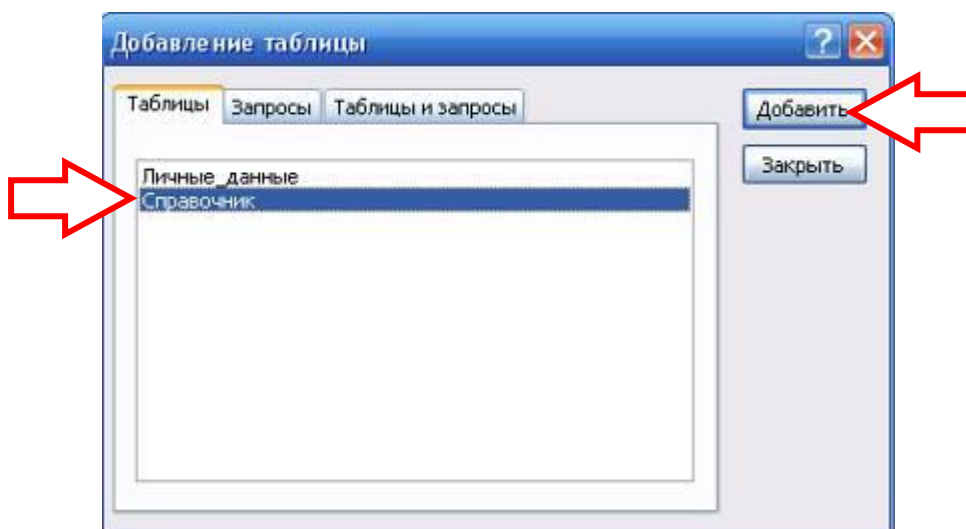 Добавление таблицы
Таблицы Запросы Таблицы и запросы
Добавить
Закрыть
Личные_данные
Справочник